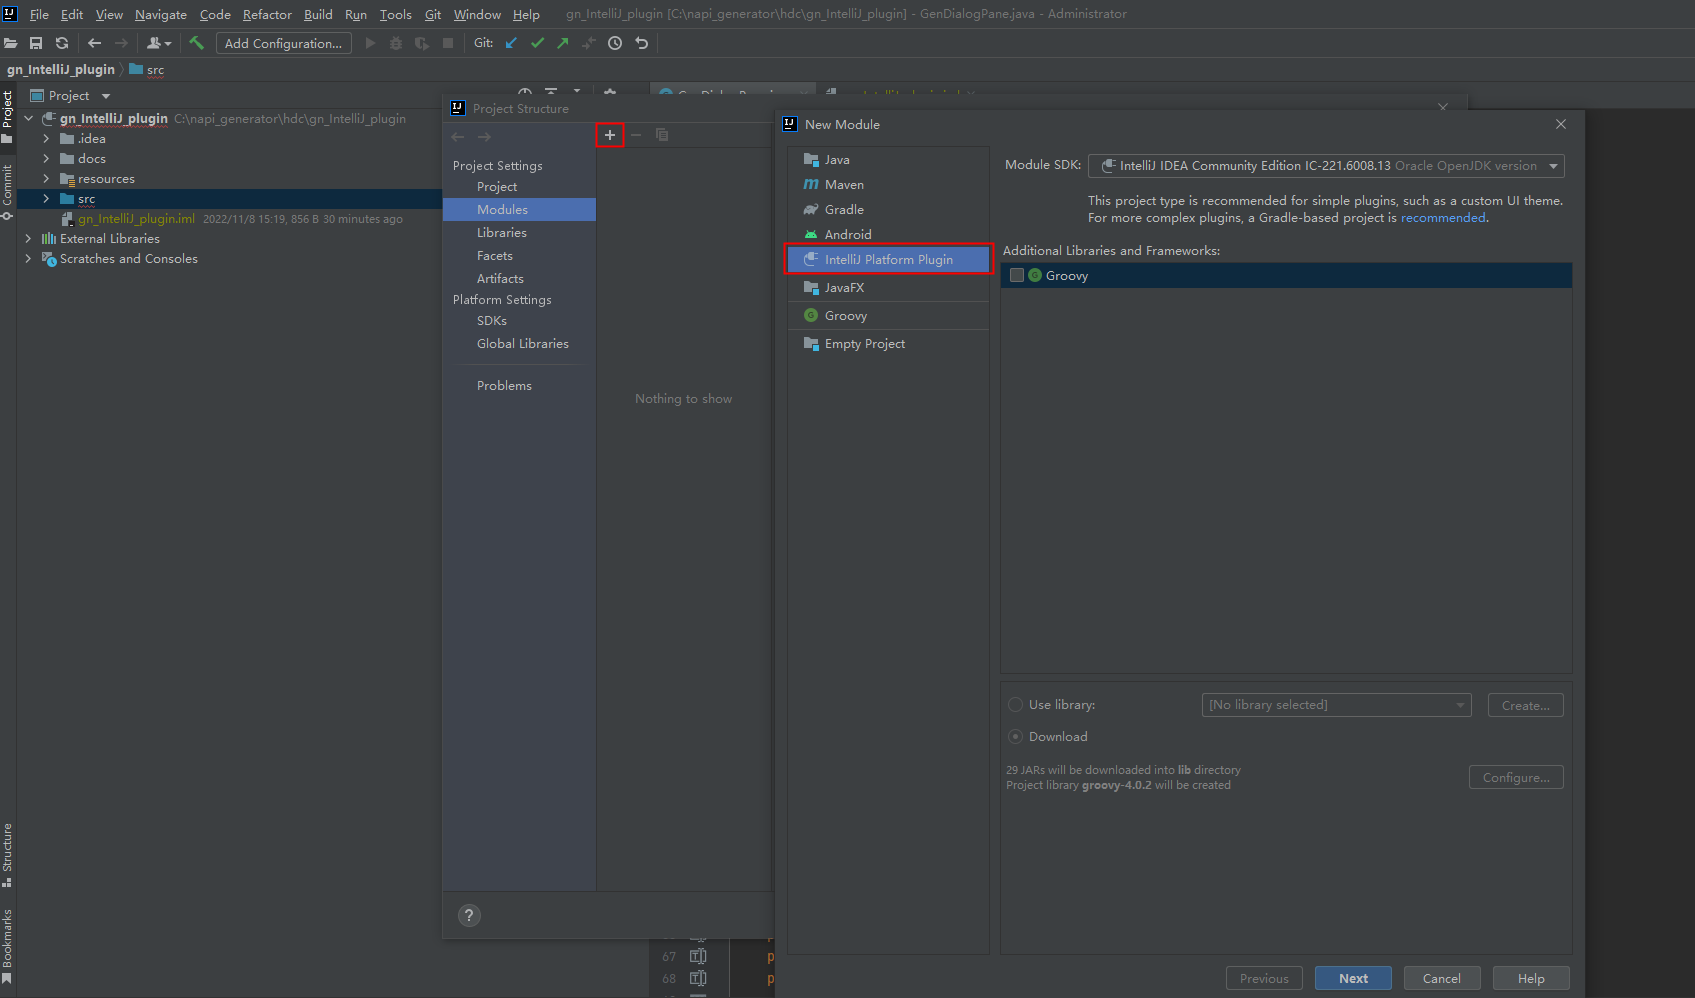 File Edit View Navigate Code Refactor Build Run Tools Git Window Help gn_IntelliJ_plugin [C:\napi_generator\hdc\gn_IntelliJ_plugin] - GenDialogPane.java - Administrator
Add Configuration... Git:
gn_IntelliJ_plugin src
Project
Project
Commit
Structure
Bookmarks
gn_IntelliJ_plugin C:\napi_generator\hdc\gn_IntelliJ_plugin
.idea
docs
resources
src
gn_IntelliJ_plugin.iml 2022/11/8 15:19, 856 B 30 minutes ago
External Libraries
Scratches and Consoles
Project Structure
Project Settings
Project
Modules
Libraries
Facets
Artifacts
Platform Settings
SDKs
Global Libraries
Problems
Nothing to show
?
67
68
New Module
Java
Maven
Gradle
Android
IntelliJ Platform Plugin
JavaFX
Groovy
Empty Project
Module SDK: IntelliJ IDEA Community Edition IC-221.6008.13 Oracle OpenJDK version
This project type is recommended for simple plugins, such as a custom UI theme.
For more complex plugins, a Gradle-based project is recommended.
Additional Libraries and Frameworks:
Groovy
Use library: [No library selected] Create...
Download
29 JARs will be downloaded into lib directory
Project library groovy-4.0.2 will be created
Configure...
Previous Next Cancel Help